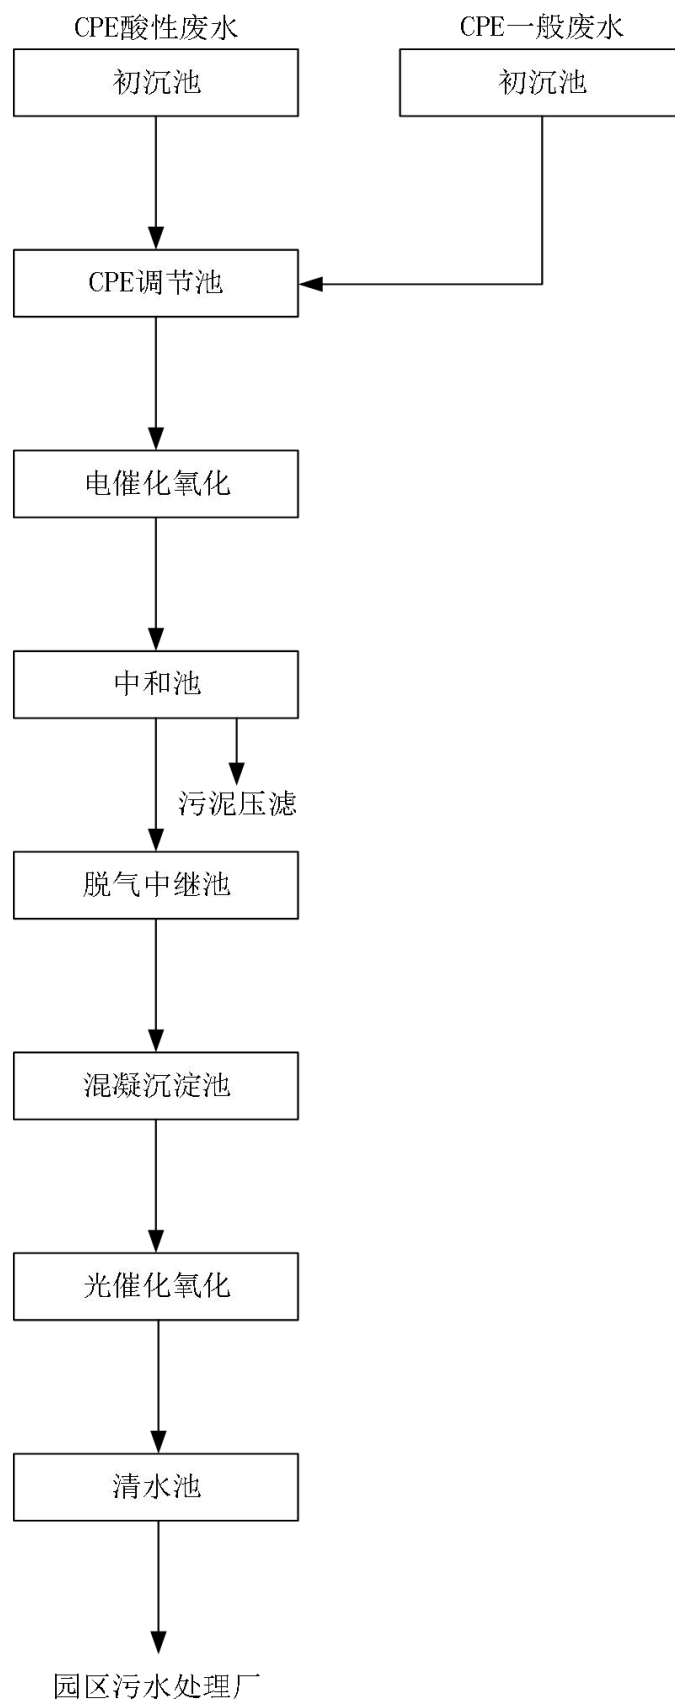 CPE酸性废水
CPE一般废水
初沉池
初沉池
CPE调节池
电催化氧化
中和池
污泥压滤
脱气中继池
混凝沉淀池
光催化氧化
清水池
园区污水处理厂